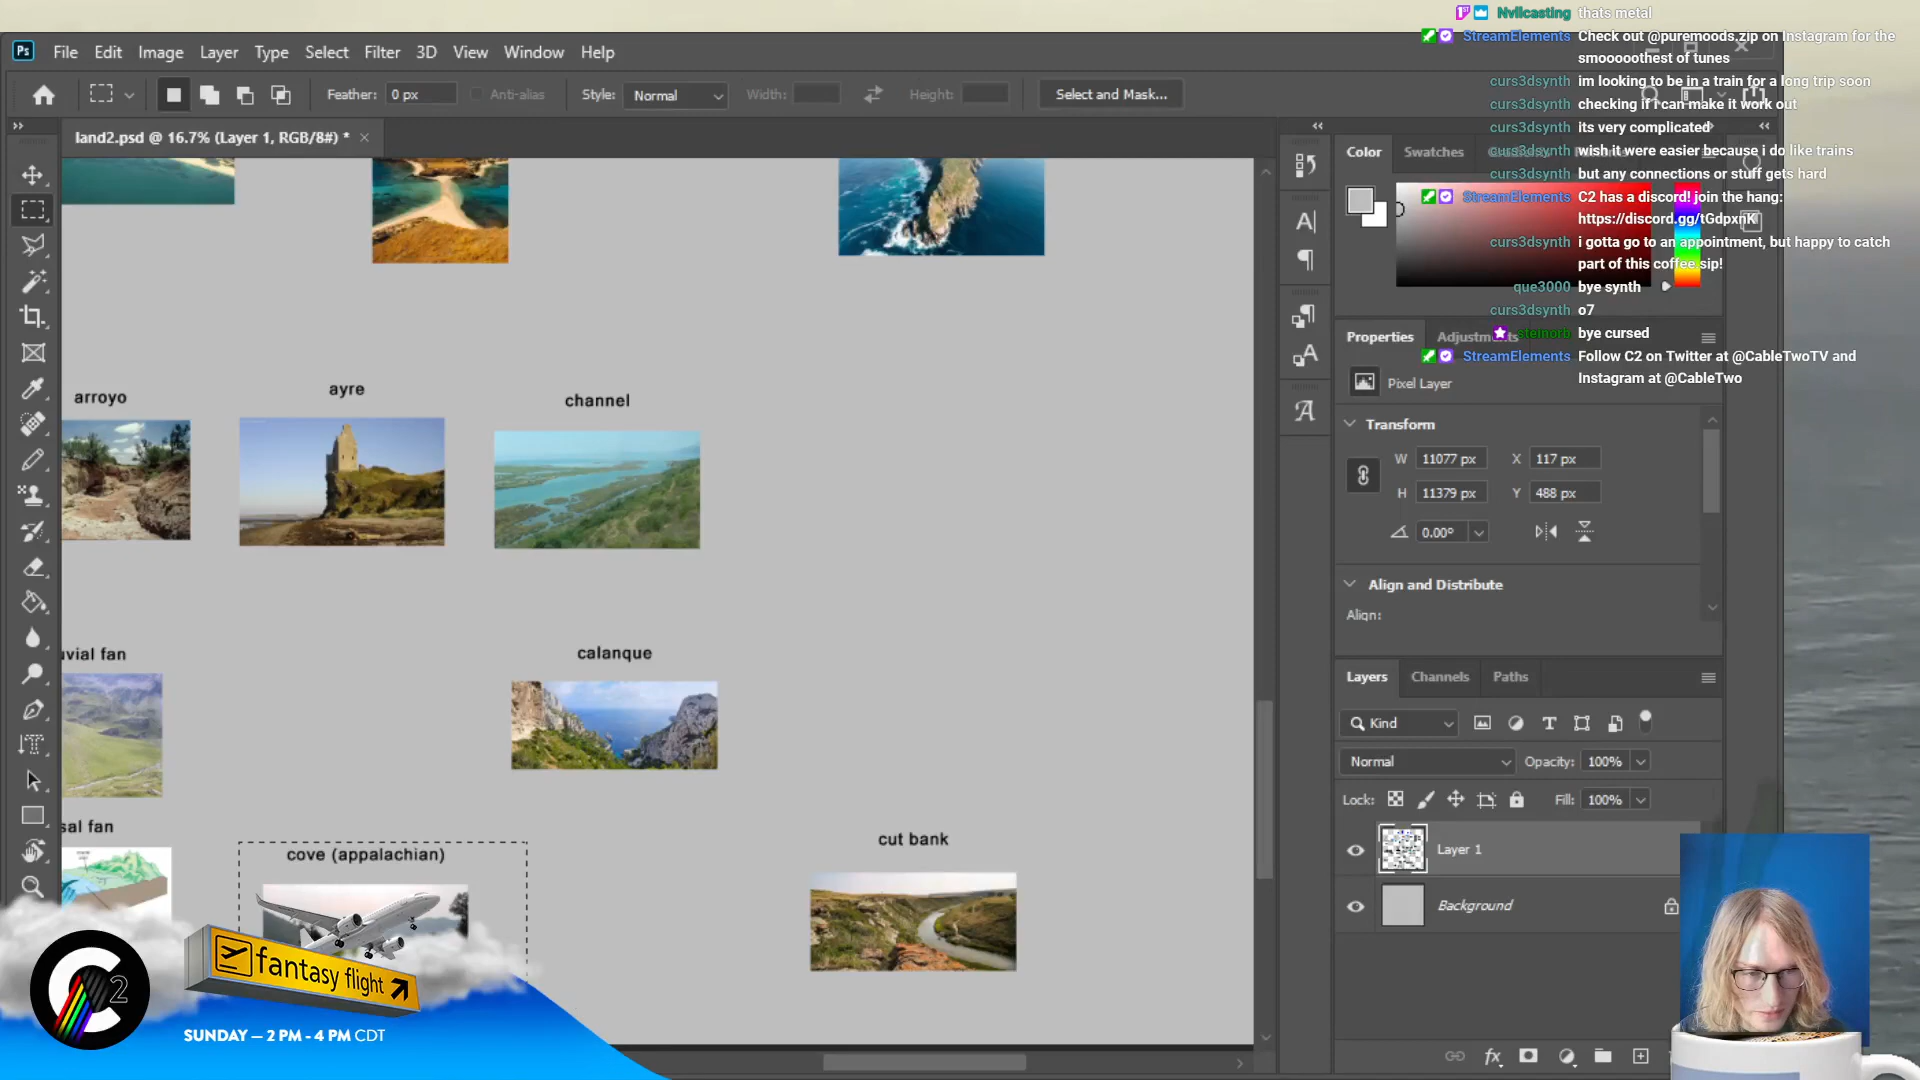 Nvllcasting thats metal
StreamElements Check out @puremoods.zip on Instagram for the
smooooothest of tunes
curs3dsynth im looking to be in a train for a long trip soon
curs3dsynth checking if i can make it work out
curs3dsynth its very complicated
curs3dsynth wish it were easier because i do like trains
curs3dsynth but any connections or stuff gets hard
StreamElements C2 has a discord! join the hang:
https://discord.gg/tGdpxnK
curs3dsynth i gotta go to an appointment, but happy to catch
part of this coffee sip!
que3000 bye synth
curs3dsynth o7
steinorb bye cursed
StreamElements Follow C2 on Twitter at @CableTwoTV and
Instagram at @CableTwo
Ps File Edit Image Layer Type Select Filter 3D View Window Help
Feather: 0 px Anti-alias Style: Normal Width: Height: Select and Mask...
land2.psd @ 16.7% (Layer 1, RGB/8#) *
arroyo
ayre
channel
uvial fan
calanque
sal fan
cove (appalachian)
cut bank
Color Swatches
Properties Adjustments
Pixel Layer
Transform
W 11077 px X 117 px
H 11379 px Y 488 px
0.00°
Align and Distribute
Align:
Layers Channels Paths
Kind
Normal Opacity: 100%
Lock: Fill: 100%
Layer 1
Background
fx
C2
fantasy flight
SUNDAY — 2 PM - 4 PM CDT